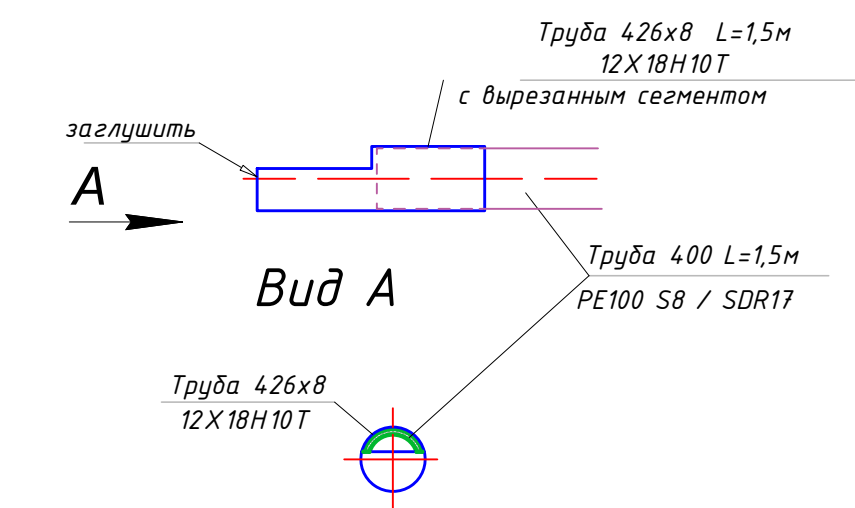 Труба 426х8 L=1,5м
12Х18Н10Т
с вырезанным сегментом
заглушить
А
Труба 400 L=1,5м
PE100 S8 / SDR17
Вид А
Труба 426х8
12Х18Н10Т